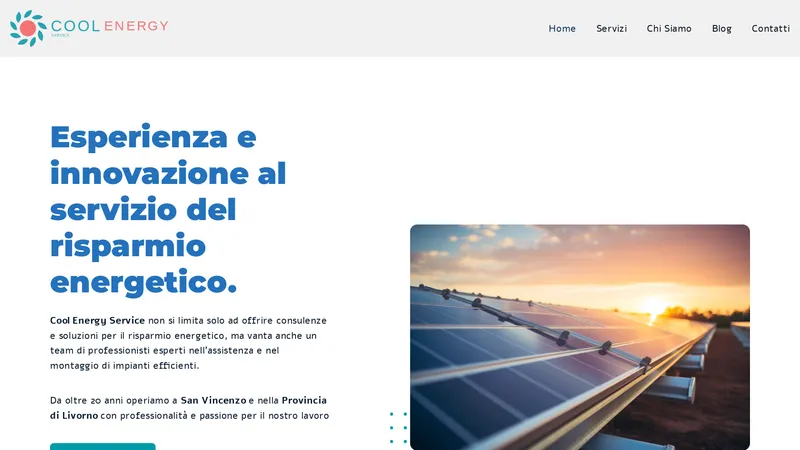 COOL ENERGY
SERVICE
Home Servizi Chi Siamo Blog Contatti
Esperienza e
innovazione al
servizio del
risparmio
energetico.
Cool Energy Service non si limita solo ad offrire consulenze
e soluzioni per il risparmio energetico, ma vanta anche un
team di professionisti esperti nell'assistenza e nel
montaggio di impianti efficienti.
Da oltre 20 anni operiamo a San Vincenzo e nella Provincia
di Livorno con professionalità e passione per il nostro lavoro